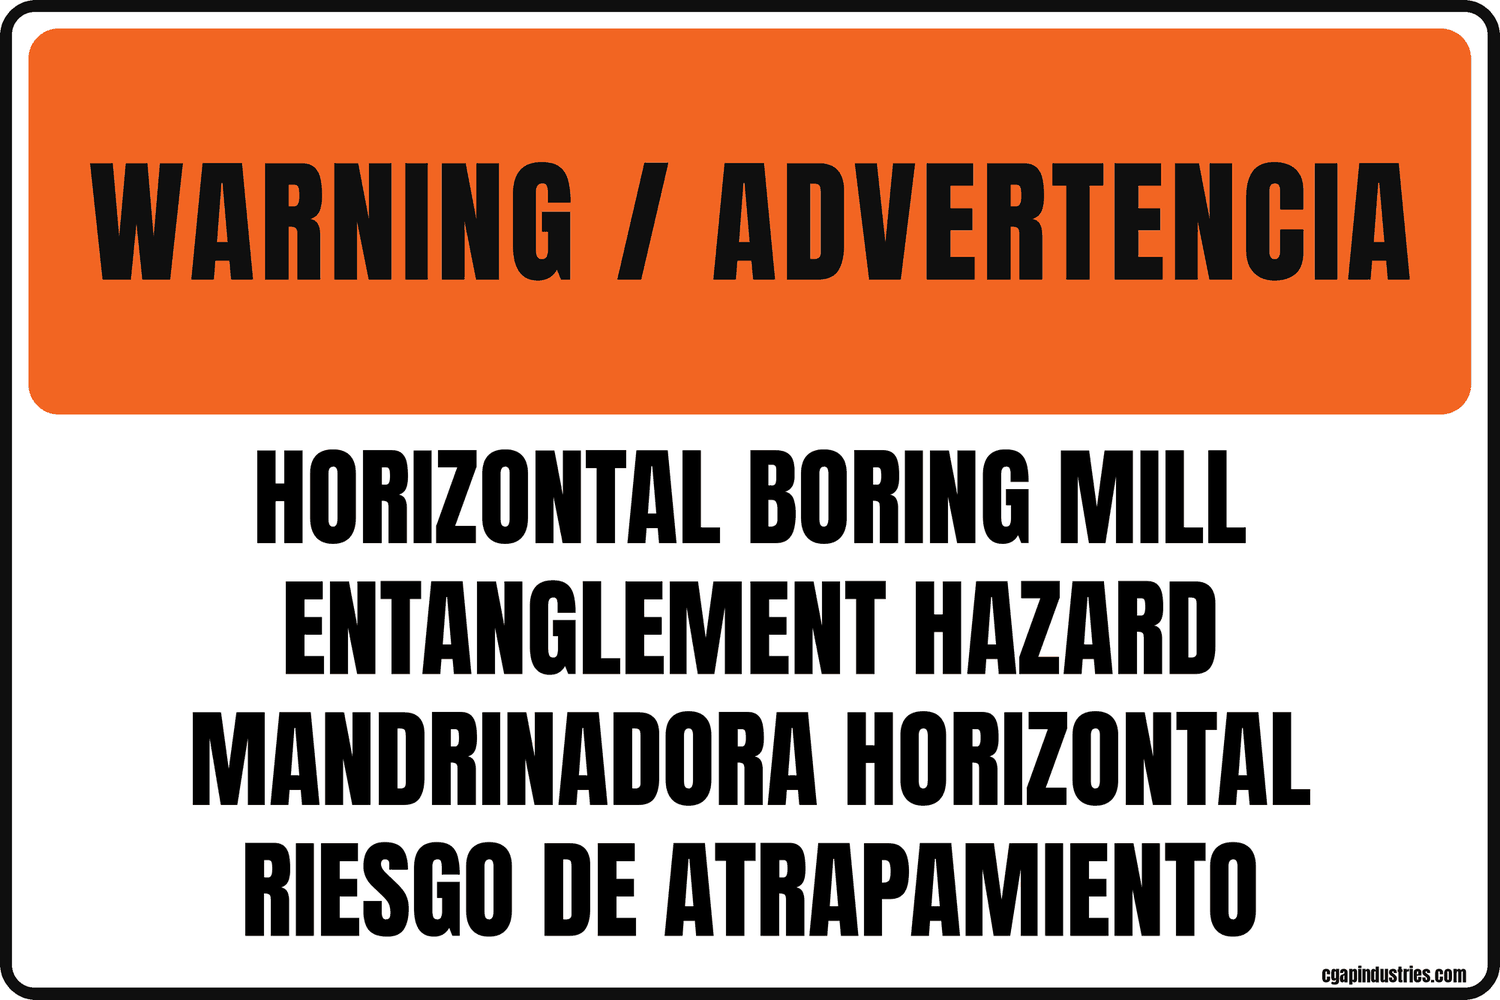 WARNING / ADVERTENCIA
HORIZONTAL BORING MILL
ENTANGLEMENT HAZARD
MANDRINADORA HORIZONTAL
RIESGO DE ATRAPAMIENTO
cgapindustries.com